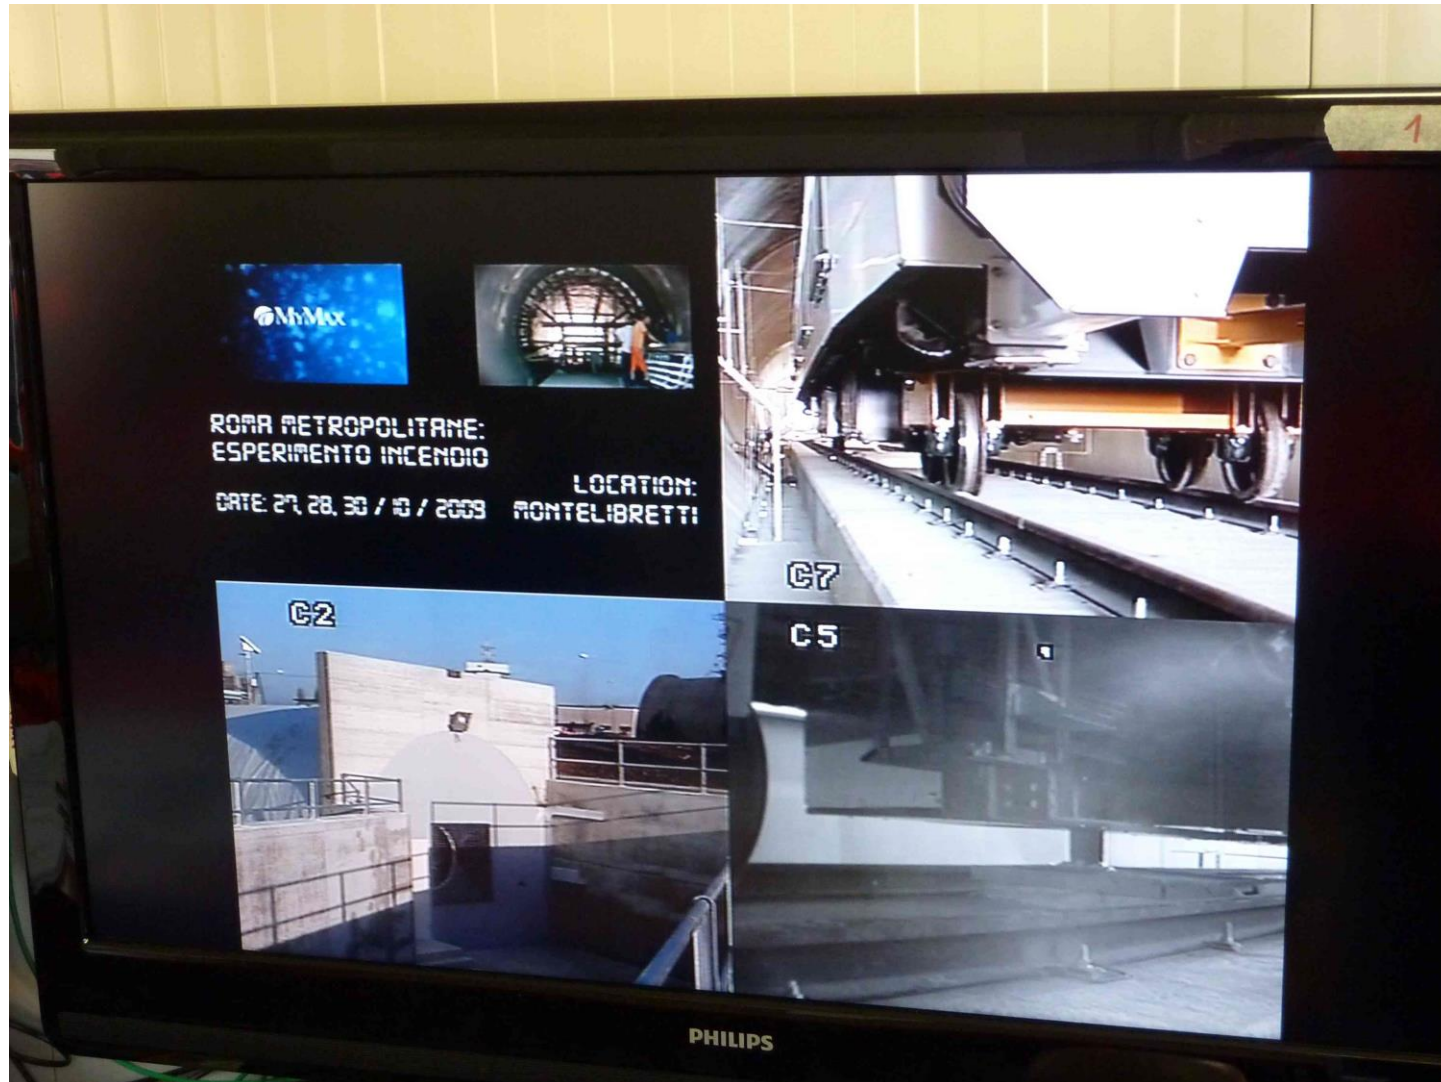 1
MYMAX
ROMA METROPOLITANE:
ESPERIMENTO INCENDIO
LOCATION:
DATE: 27, 28, 30 / 10 / 2009 MONTELIBRETTI
C7
C2
C5
PHILIPS